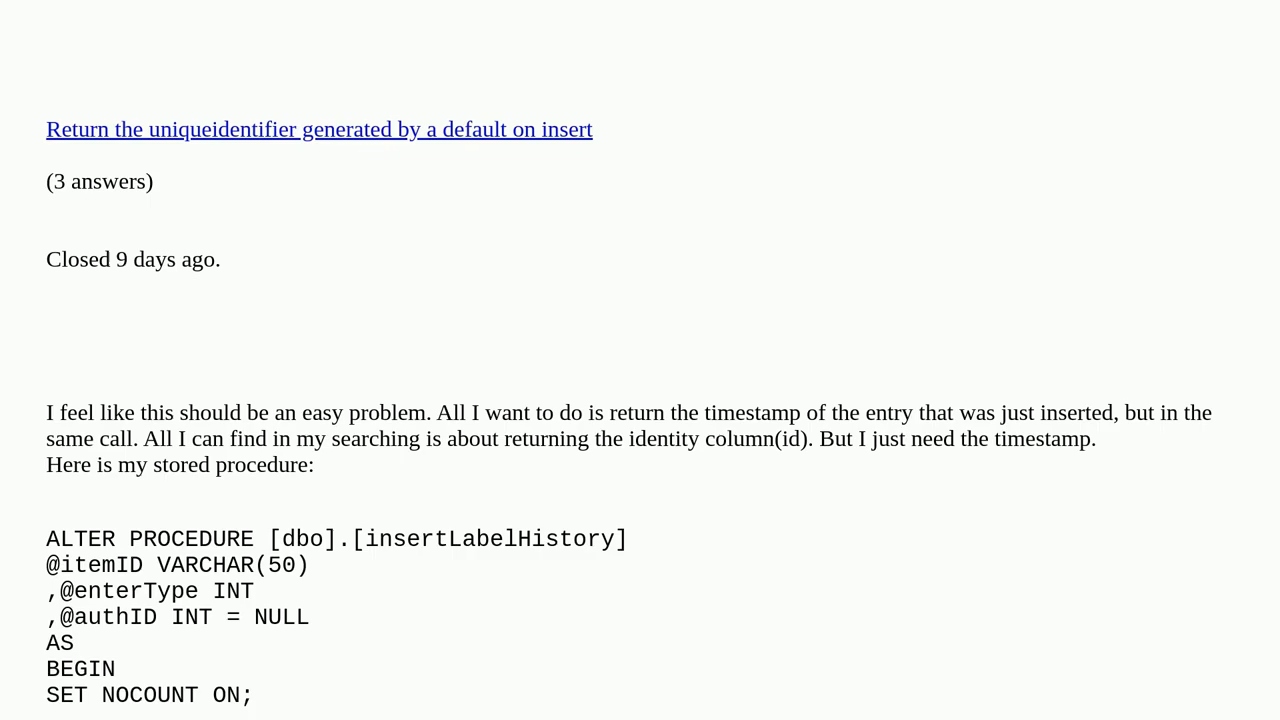 Return the uniqueidentifier generated by a default on insert
(3 answers)
Closed 9 days ago.
I feel like this should be an easy problem. All I want to do is return the timestamp of the entry that was just inserted, but in the
same call. All I can find in my searching is about returning the identity column(id). But I just need the timestamp.
Here is my stored procedure:
ALTER PROCEDURE [dbo].[insertLabelHistory]
@itemID VARCHAR(50)
,@enterType INT
,@authID INT = NULL
AS
BEGIN
SET NOCOUNT ON;